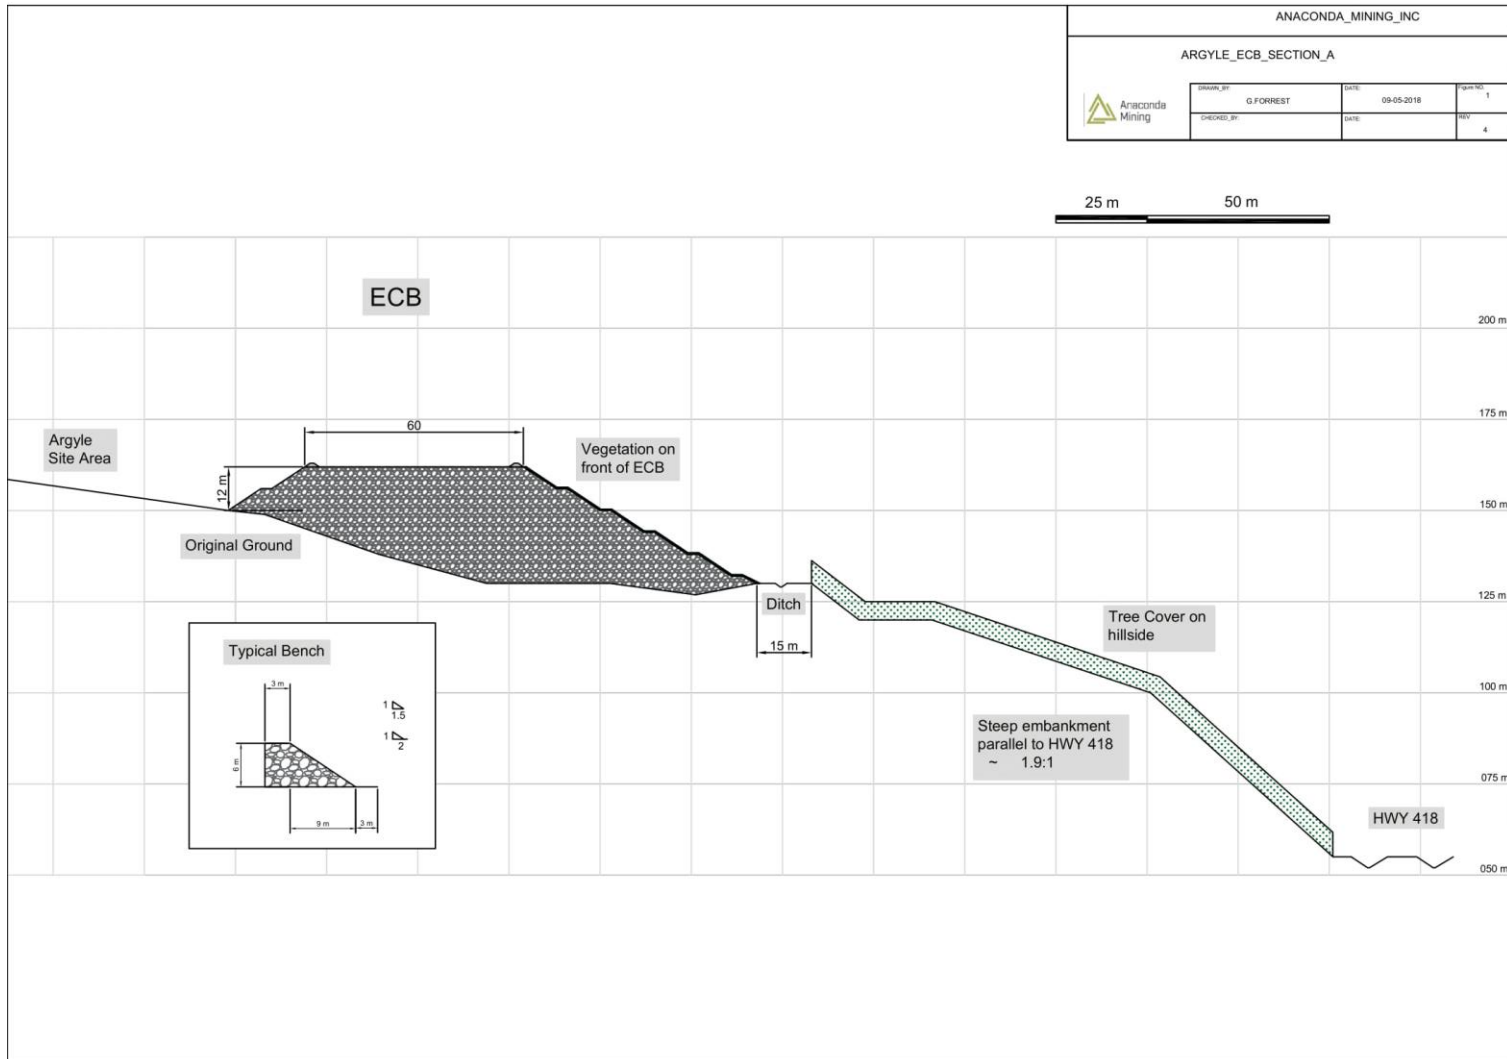 ANACONDA_MINING_INC
ARGYLE_ECB_SECTION_A
Anaconda
Mining
DRAWN_BY:
G.FORREST
DATE:
09-05-2018
Figure NO.
1
CHECKED_BY:
DATE:
REV
4
25 m
50 m
ECB
200 m
175 m
150 m
125 m
100 m
075 m
050 m
60
Argyle
Site Area
12 m
Vegetation on
front of ECB
Original Ground
Ditch
15 m
Tree Cover on
hillside
Typical Bench
3 m
1
1.5
1
2
6 m
9 m
3 m
Steep embankment
parallel to HWY 418
~ 1.9:1
HWY 418